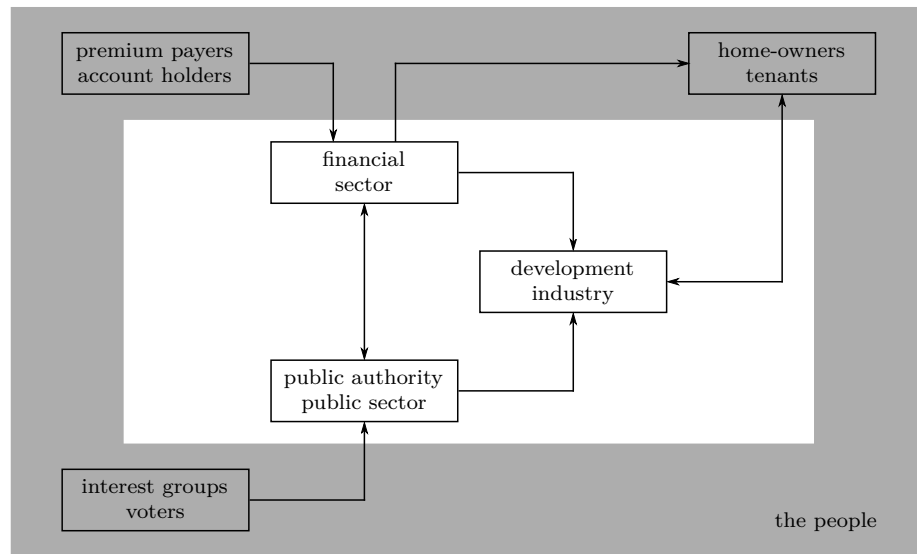 premium payers
account holders
home-owners
tenants
financial
sector
development
industry
public authority
public sector
interest groups
voters
the people